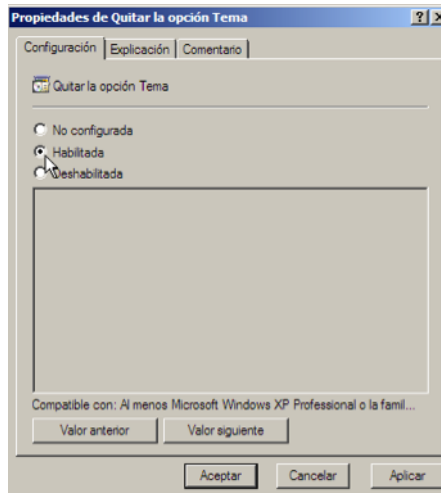 Propiedades de Quitar la opción Tema
Configuración Explicación Comentario
Quitar la opción Tema
No configurada
Habilitada
Deshabilitada
Compatible con: Al menos Microsoft Windows XP Professional o la famil...
Valor anterior Valor siguiente
Aceptar Cancelar Aplicar